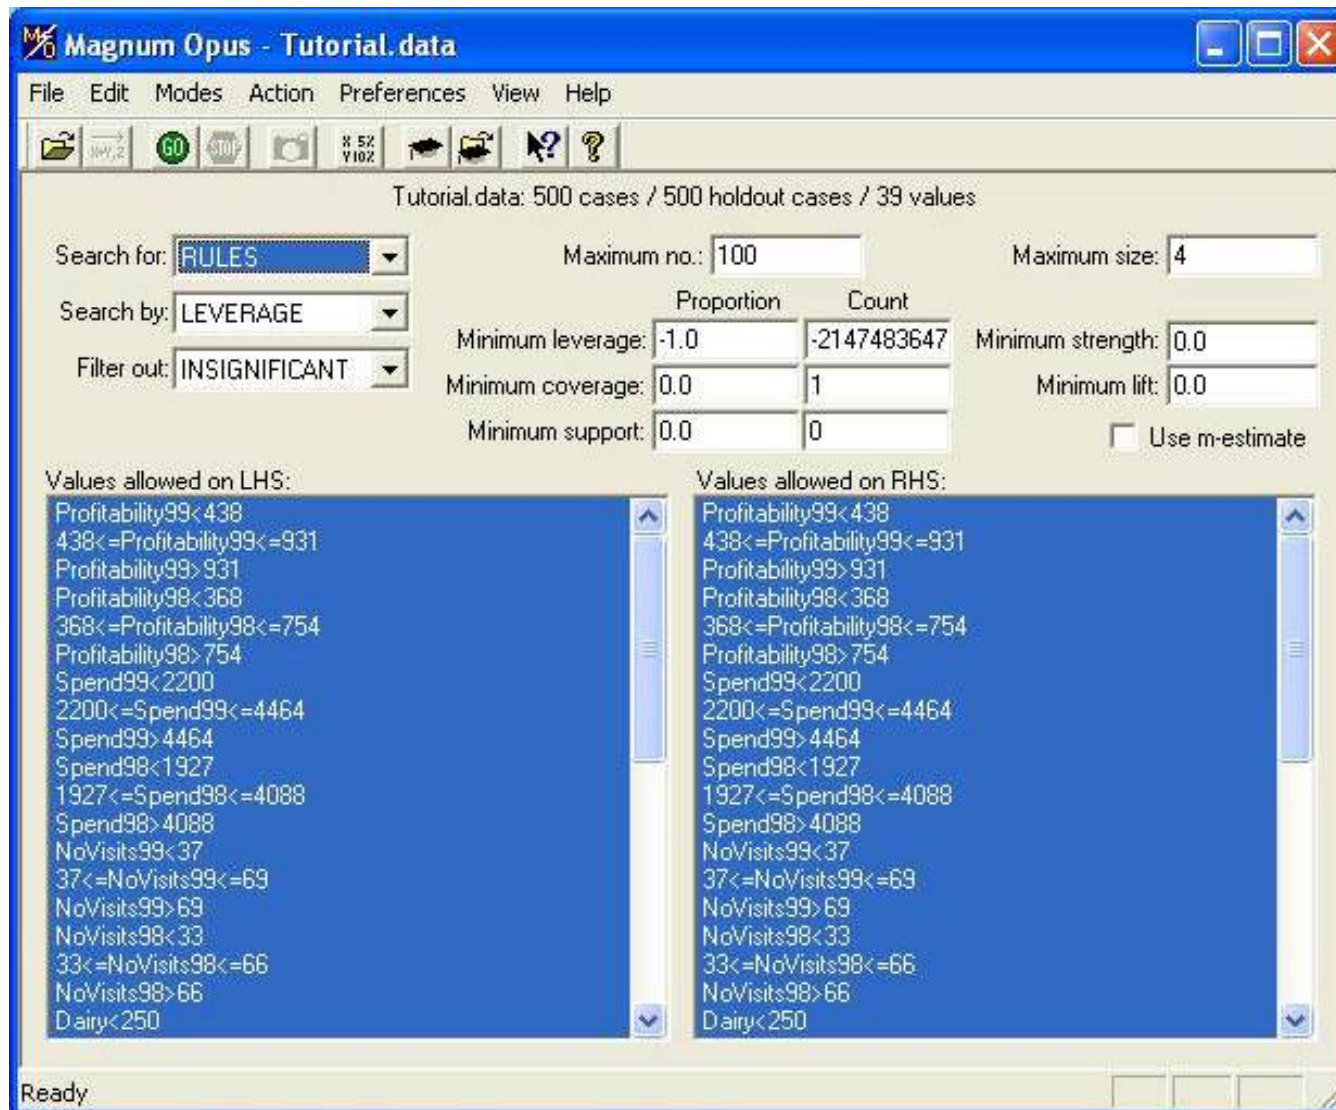 Magnum Opus - Tutorial.data
File Edit Modes Action Preferences View Help
GO STOP X 5% Y 10% ? ?
Tutorial.data: 500 cases / 500 holdout cases / 39 values
Search for: RULES Maximum no.: 100 Maximum size: 4
Proportion Count
Search by: LEVERAGE
Minimum leverage: -1.0 -2147483647 Minimum strength: 0.0
Filter out: INSIGNIFICANT
Minimum coverage: 0.0 1 Minimum lift: 0.0
Minimum support: 0.0 0 Use m-estimate
Values allowed on LHS:
Profitability99<438
438<=Profitability99<=931
Profitability99>931
Profitability98<368
368<=Profitability98<=754
Profitability98>754
Spend99<2200
2200<=Spend99<=4464
Spend99>4464
Spend98<1927
1927<=Spend98<=4088
Spend98>4088
NoVisits99<37
37<=NoVisits99<=69
NoVisits99>69
NoVisits98<33
33<=NoVisits98<=66
NoVisits98>66
Dairy<250
Values allowed on RHS:
Profitability99<438
438<=Profitability99<=931
Profitability99>931
Profitability98<368
368<=Profitability98<=754
Profitability98>754
Spend99<2200
2200<=Spend99<=4464
Spend99>4464
Spend98<1927
1927<=Spend98<=4088
Spend98>4088
NoVisits99<37
37<=NoVisits99<=69
NoVisits99>69
NoVisits98<33
33<=NoVisits98<=66
NoVisits98>66
Dairy<250
Ready